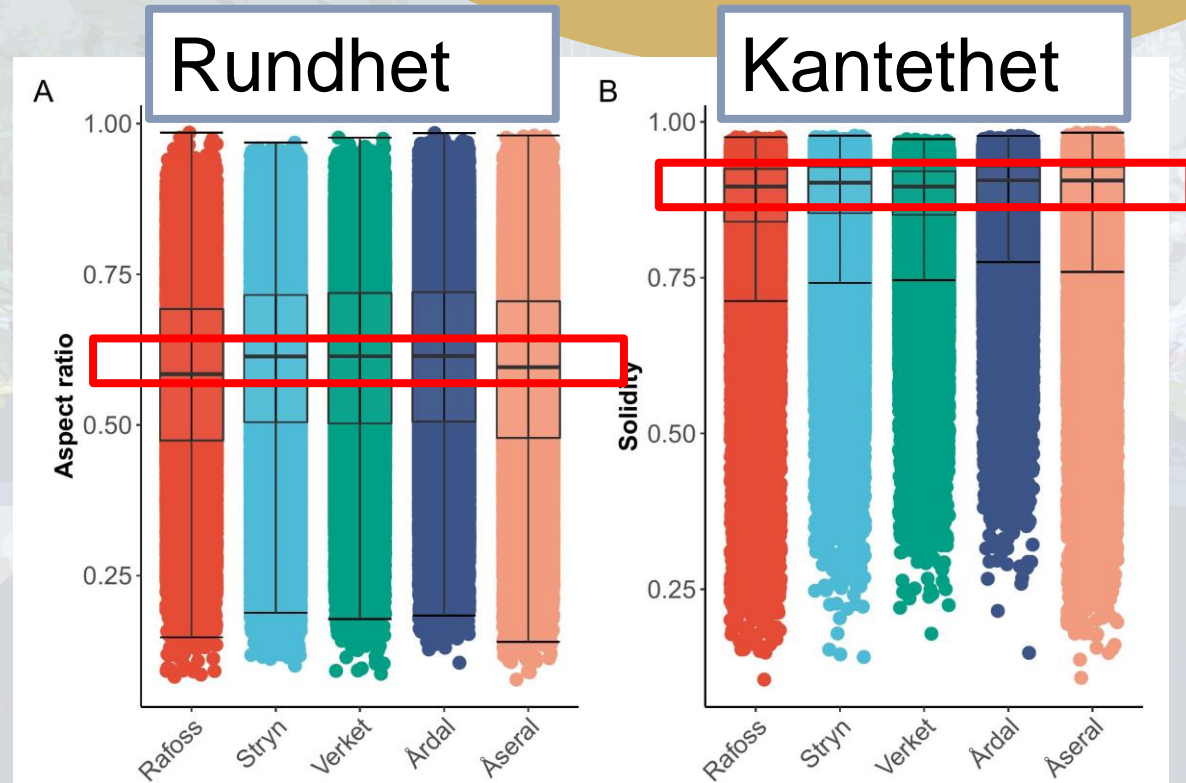 Rundhet
Kantethet
A
B
1.00
0.75
0.50
0.25
Aspect ratio
Rafoss
Stryn
Verket
Årdal
Åseral
1.00
0.75
0.50
0.25
Solidity
Rafoss
Stryn
Verket
Årdal
Åseral